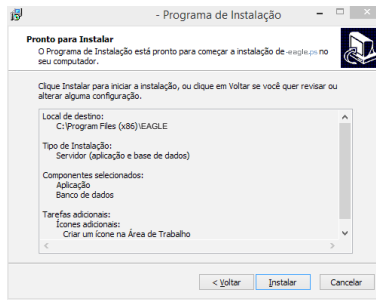 - Programa de Instalação
Pronto para Instalar
O Programa de Instalação está pronto para começar a instalação de -eagle.ps no
seu computador.
Clique Instalar para iniciar a instalação, ou clique em Voltar se você quer revisar ou
alterar alguma configuração.
Local de destino:
C:\Program Files (x86)\EAGLE
Tipo de Instalação:
Servidor (aplicação e base de dados)
Componentes selecionados:
Aplicação
Banco de dados
Tarefas adicionais:
Ícones adicionais:
Criar um ícone na Área de Trabalho
< Voltar
Instalar
Cancelar